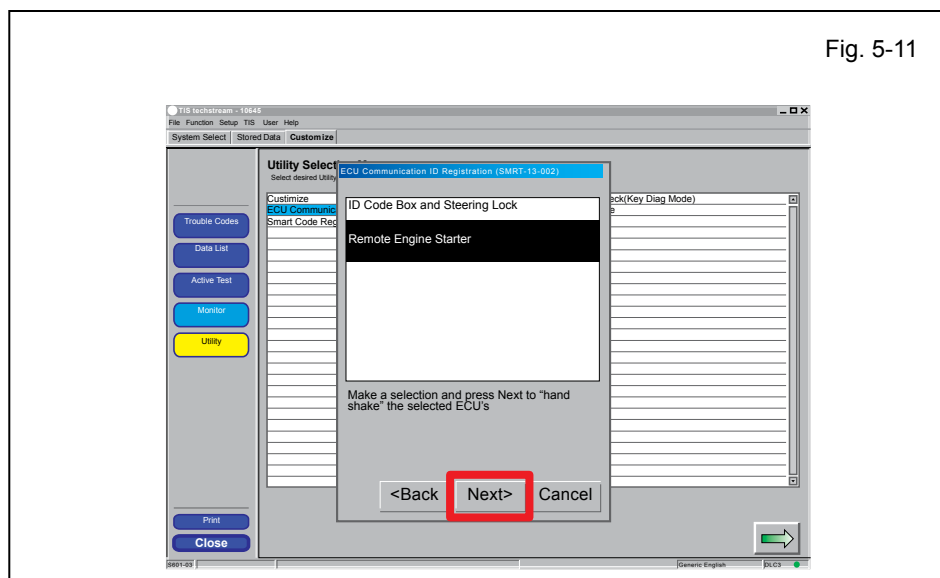 Fig. 5-11
TIS techstream - 10645
File Function Setup TIS User Help
System Select Stored Data Customize
Utility Select
Select desired Utility
ECU Communication ID Registration (SMRT-13-002)
Custimize
eck(Key Diag Mode)
ECU Communic
e
Smart Code Reg
ID Code Box and Steering Lock
Remote Engine Starter
Trouble Codes
Data List
Active Test
Monitor
Utility
Make a selection and press Next to “hand
shake” the selected ECU's
<Back Next> Cancel
Print
Close
S601-03
Generic English
DLC3